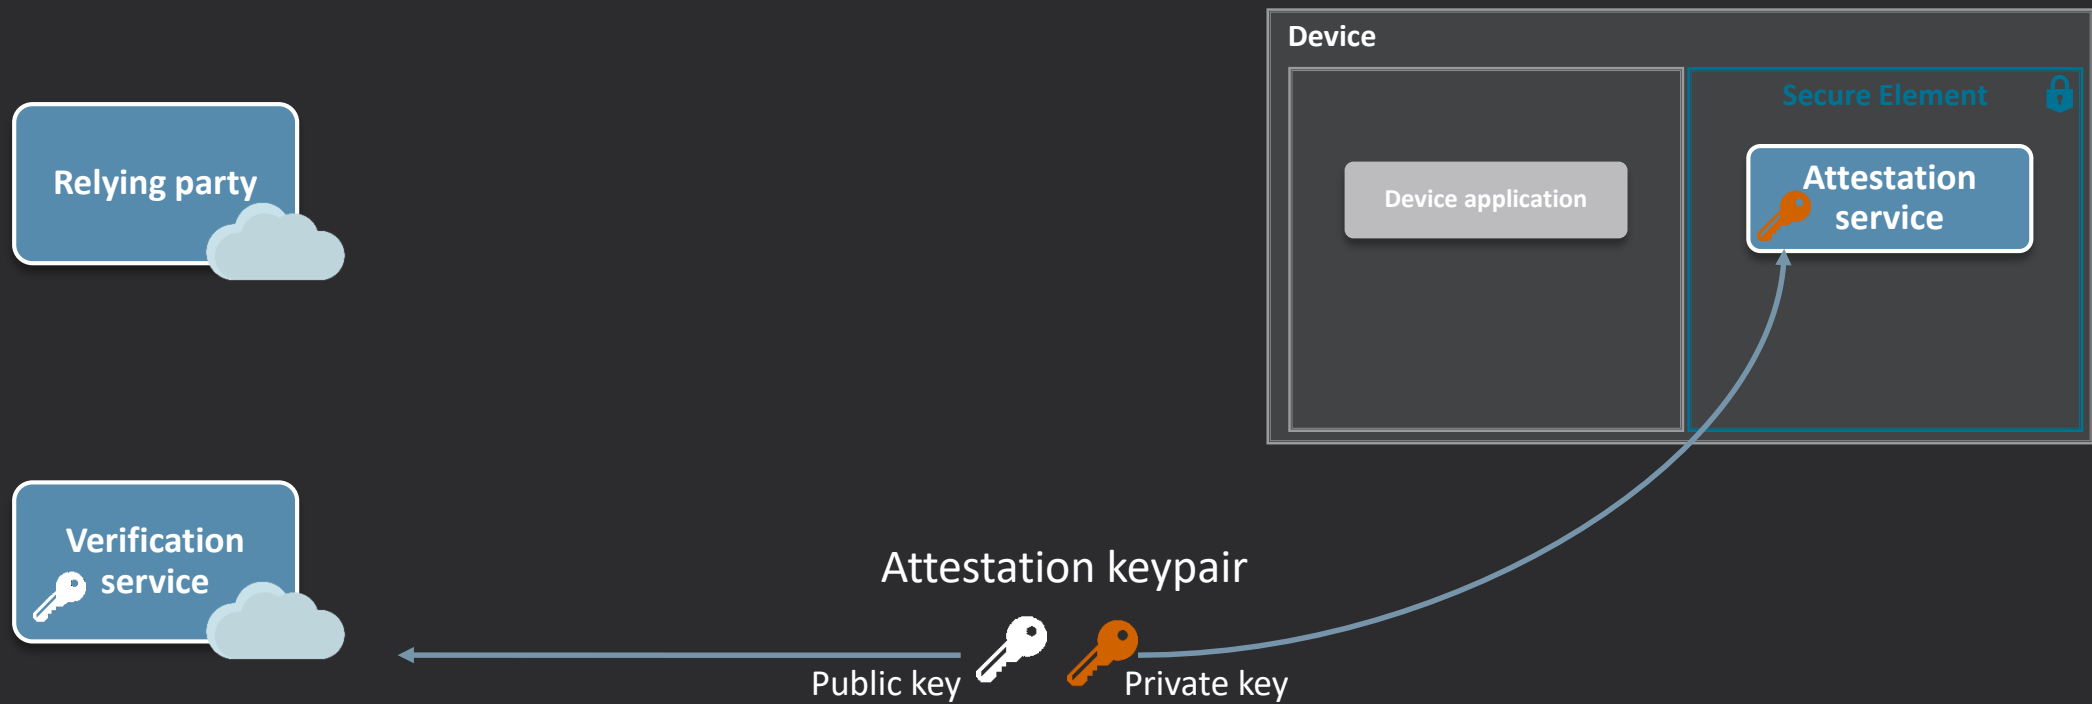 Device
Secure Element
Relying party
Device application
Attestation
service
Verification
service
Attestation keypair
Public key
Private key